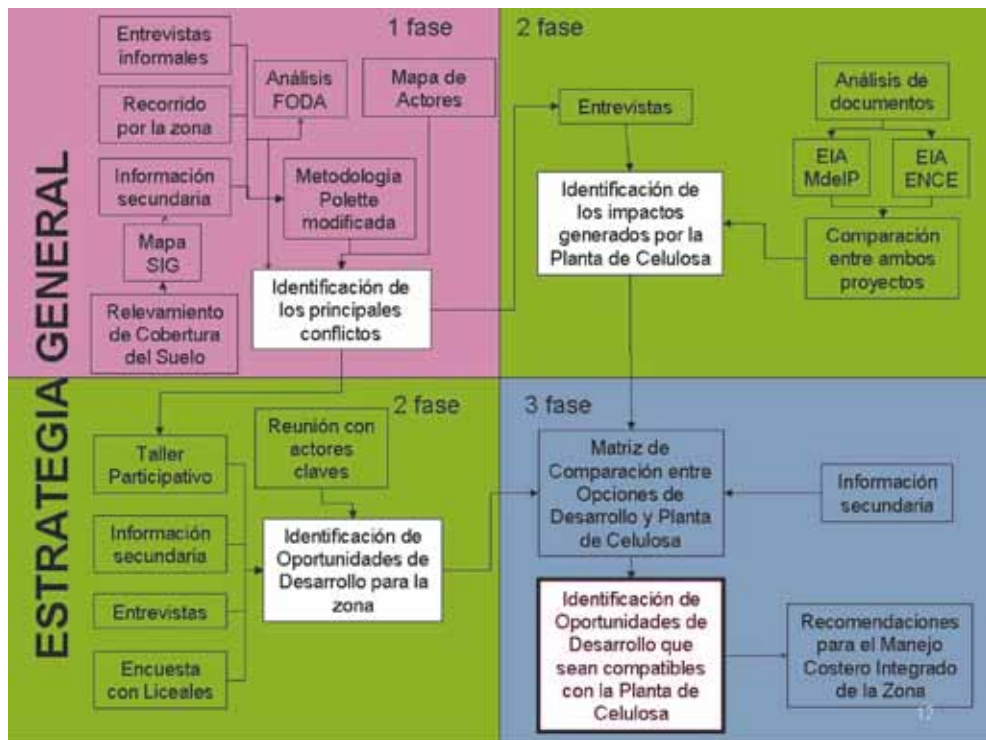 ESTRATEGIA GENERAL
1 fase
Entrevistas
informales
Recorrido
por la zona
Información
secundaria
Mapa
SIG
Relevamiento
de Cobertura
del Suelo
Análisis
FODA
Mapa de
Actores
Metodologia
Polette
modificada
Identificación de
los principales
conflictos
2 fase
Entrevistas
Análisis de
documentos
EIA
MdeIP
EIA
ENCE
Comparación
entre ambos
proyectos
Identificación de
los impactos
generados por la
Planta de Celulosa
2 fase
Taller
Participativo
Información
secundaria
Entrevistas
Encuesta
con Liceales
Reunión con
actores
claves
Identificación de
Oportunidades de
Desarrollo para la
zona
3 fase
Matriz de
Comparación entre
Opciones de
Desarrollo y Planta
de Celulosa
Información
secundaria
Identificación de
Oportunidades de
Desarrollo que
sean compatibles
con la Planta de
Celulosa
Recomendaciones
para el Manejo
Costero Integrado
de la Zona